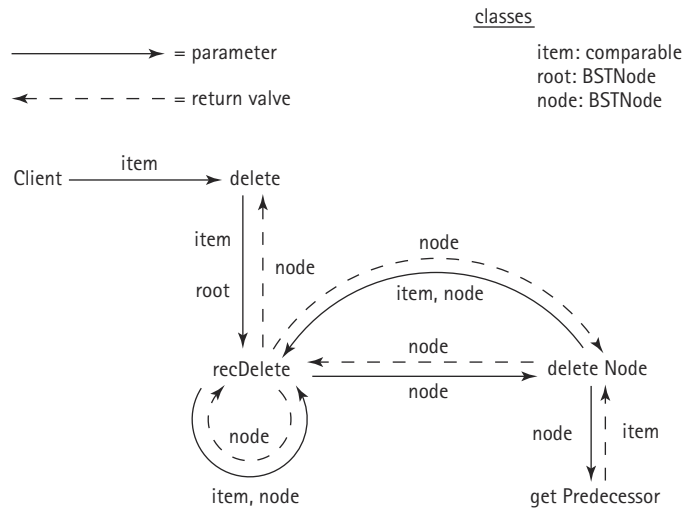 classes
= parameter
item: comparable
root: BSTNode
= return valve
node: BSTNode
Client
item
delete
item
node
root
node
item, node
node
recDelete
delete Node
node
node
node
item
item, node
get Predecessor